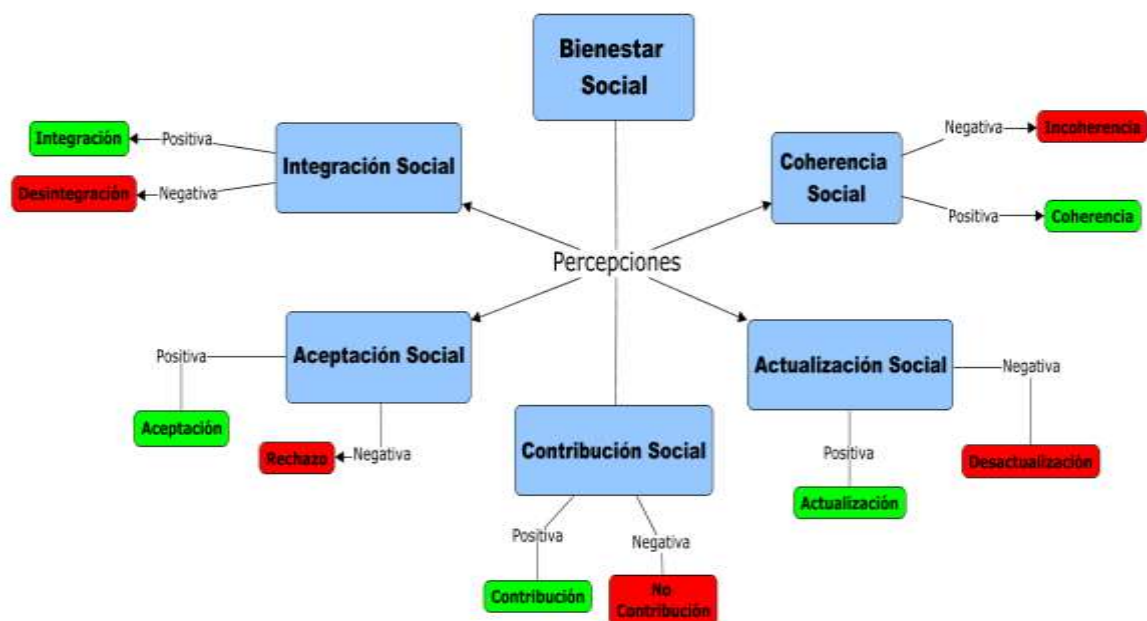 Bienestar
Social
Integración
Positiva
Integración Social
Desintegración
Negativa
Coherencia
Social
Negativa
Incoherencia
Positiva
Coherencia
Percepciones
Aceptación Social
Positiva
Aceptación
Rechazo
Negativa
Contribución Social
Positiva
Contribución
Negativa
No
Contribución
Actualización Social
Negativa
Desactualización
Positiva
Actualización